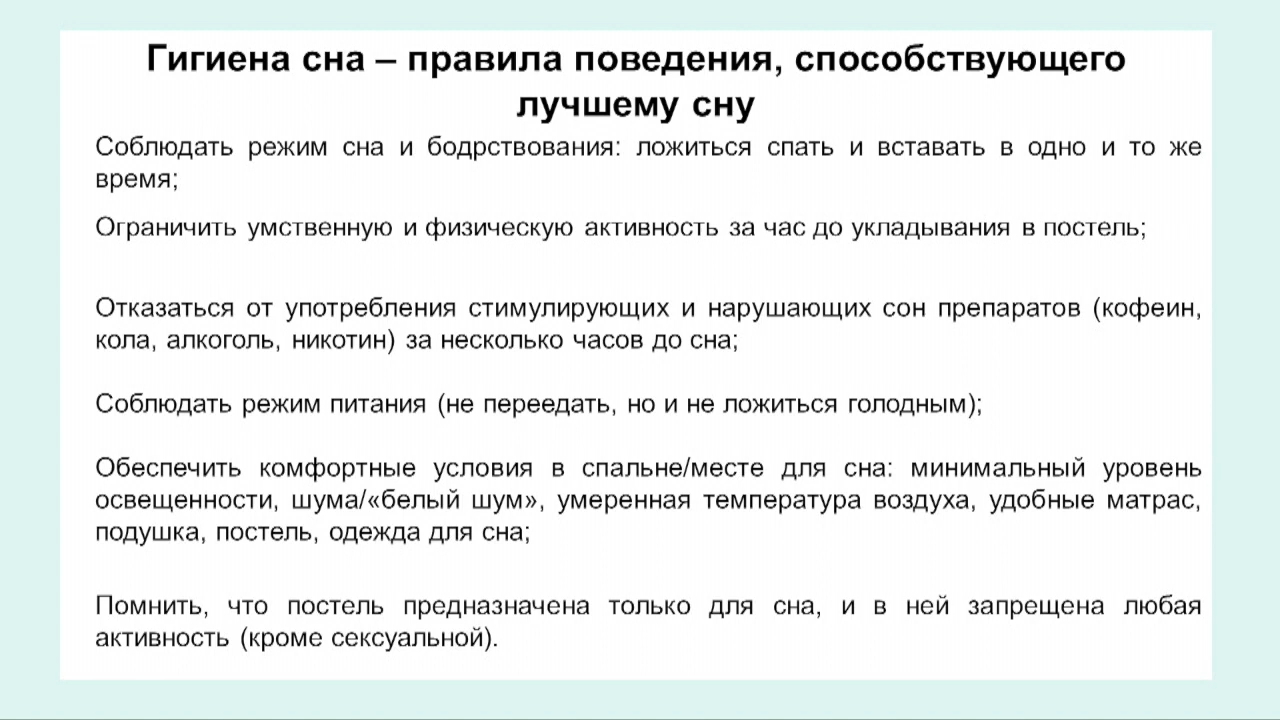 Гигиена сна – правила поведения, способствующего
лучшему сну
Соблюдать режим сна и бодрствования: ложиться спать и вставать в одно и то же
время;
Ограничить умственную и физическую активность за час до укладывания в постель;
Отказаться от употребления стимулирующих и нарушающих сон препаратов (кофеин,
кола, алкоголь, никотин) за несколько часов до сна;
Соблюдать режим питания (не переедать, но и не ложиться голодным);
Обеспечить комфортные условия в спальне/месте для сна: минимальный уровень
освещенности, шума/«белый шум», умеренная температура воздуха, удобные матрас,
подушка, постель, одежда для сна;
Помнить, что постель предназначена только для сна, и в ней запрещена любая
активность (кроме сексуальной).